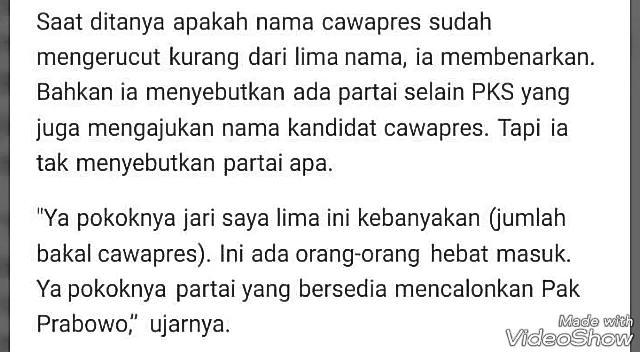 Saat ditanya apakah nama cawapres sudah
mengerucut kurang dari lima nama, ia membenarkan.
Bahkan ia menyebutkan ada partai selain PKS yang
juga mengajukan nama kandidat cawapres. Tapi ia
tak menyebutkan partai apa.
"Ya pokoknya jari saya lima ini kebanyakan (jumlah
bakal cawapres). Ini ada orang-orang hebat masuk.
Ya pokoknya partai yang bersedia mencalonkan Pak
Prabowo," ujarnya.
Made with
VideoShow